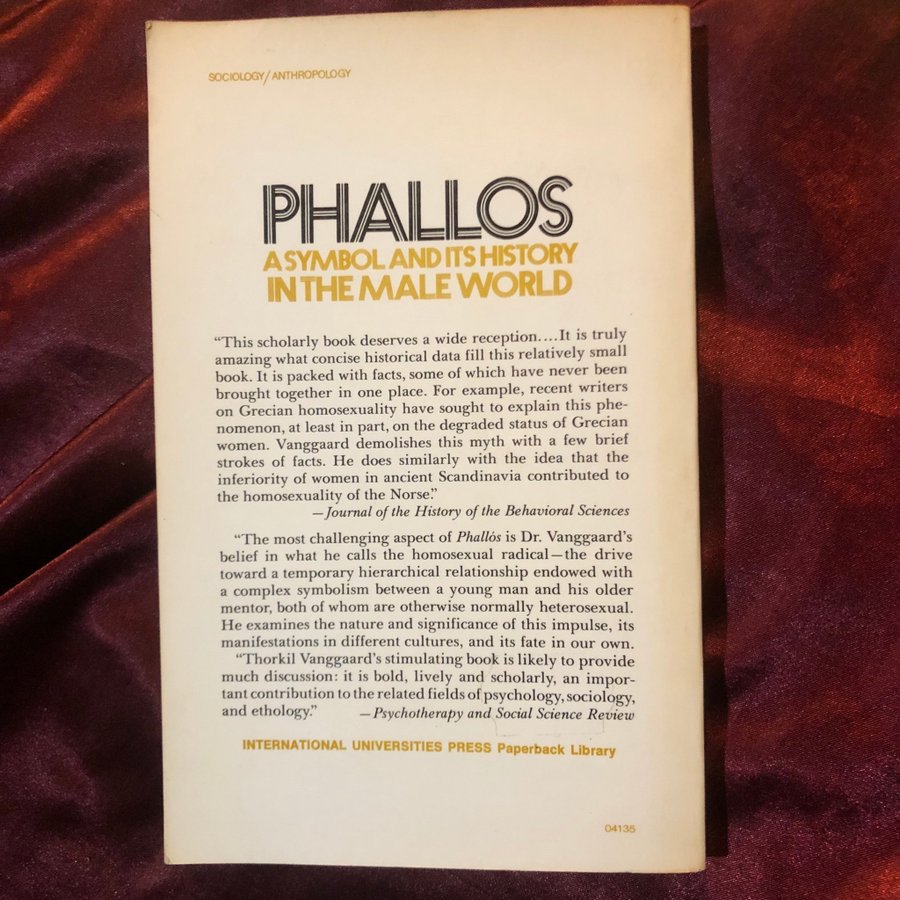 SOCIOLOGY/ANTHROPOLOGY
PHALLOS
A SYMBOL AND ITS HISTORY
IN THE MALE WORLD
“This scholarly book deserves a wide reception....It is truly
amazing what concise historical data fill this relatively small
book. It is packed with facts, some of which have never been
brought together in one place. For example, recent writers
on Grecian homosexuality have sought to explain this phe-
nomenon, at least in part, on the degraded status of Grecian
women. Vanggaard demolishes this myth with a few brief
strokes of facts. He does similarly with the idea that the
inferiority of women in ancient Scandinavia contributed to
the homosexuality of the Norse.”
—Journal of the History of the Behavioral Sciences
“The most challenging aspect of Phallós is Dr. Vanggaard’s
belief in what he calls the homosexual radical—the drive
toward a temporary hierarchical relationship endowed with
a complex symbolism between a young man and his older
mentor, both of whom are otherwise normally heterosexual.
He examines the nature and significance of this impulse, its
manifestations in different cultures, and its fate in our own.
“Thorkil Vanggaard’s stimulating book is likely to provide
much discussion: it is bold, lively and scholarly, an impor-
tant contribution to the related fields of psychology, sociology,
and ethology.” —Psychotherapy and Social Science Review
INTERNATIONAL UNIVERSITIES PRESS Paperback Library
04135